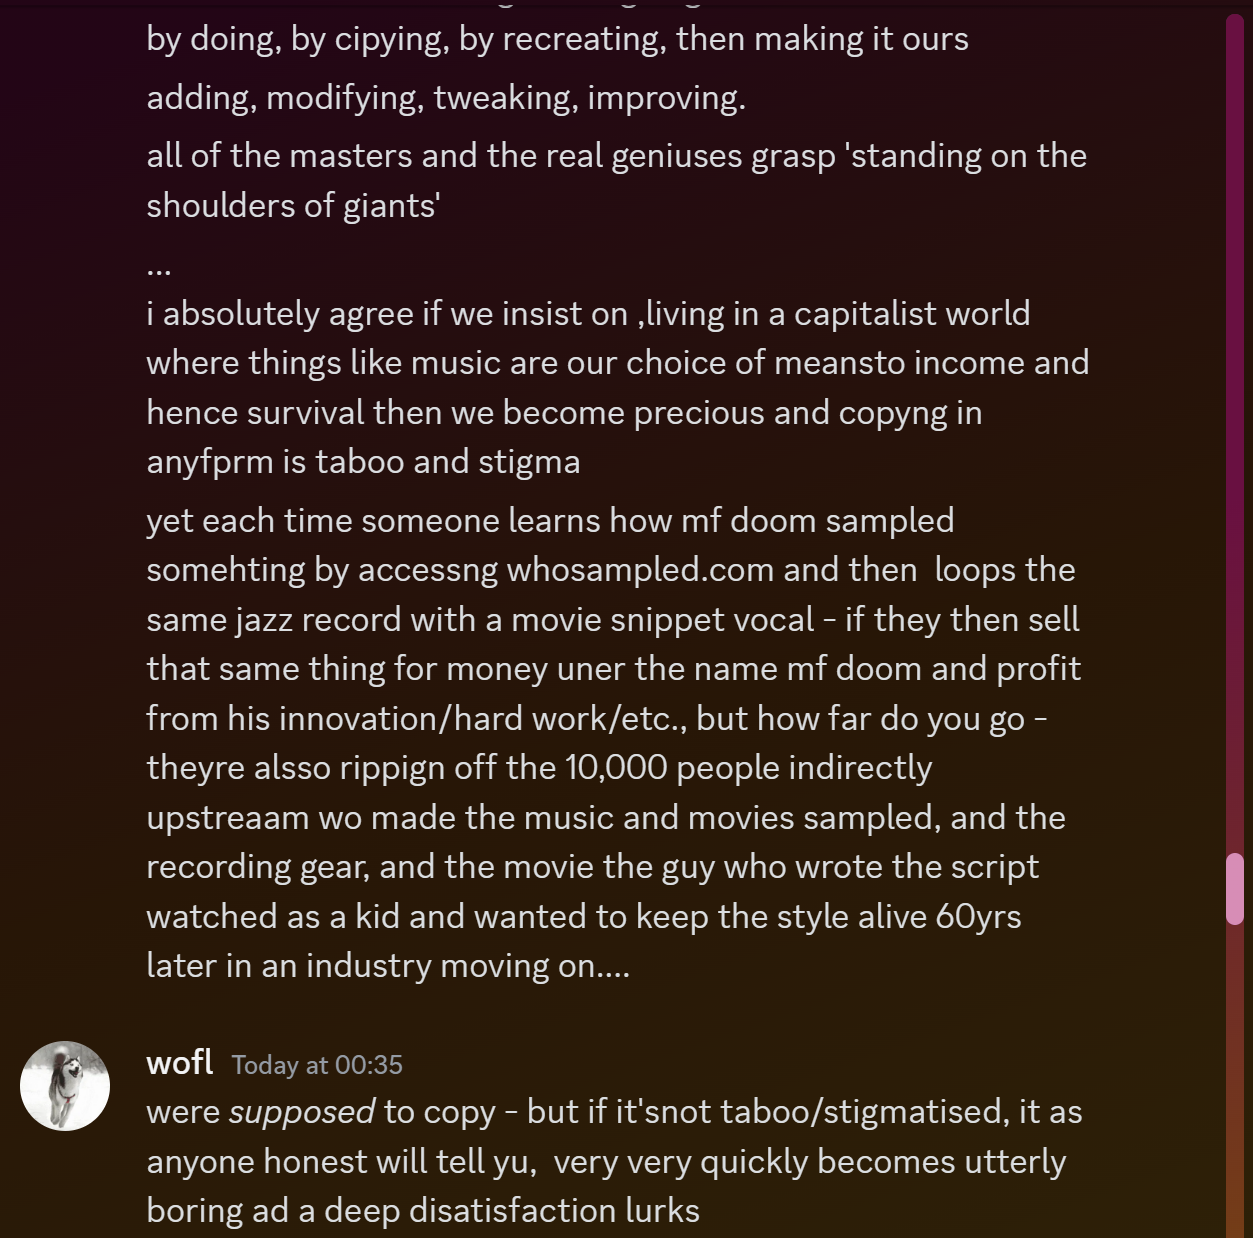 by doing, by cipying, by recreating, then making it ours
adding, modifying, tweaking, improving.
all of the masters and the real geniuses grasp 'standing on the
shoulders of giants'
...
i absolutely agree if we insist on ,living in a capitalist world
where things like music are our choice of meansto income and
hence survival then we become precious and copyng in
anyfprm is taboo and stigma
yet each time someone learns how mf doom sampled
somehting by accessng whosampled.com and then  loops the
same jazz record with a movie snippet vocal - if they then sell
that same thing for money uner the name mf doom and profit
from his innovation/hard work/etc., but how far do you go -
theyre alsso rippign off the 10,000 people indirectly
upstreaam wo made the music and movies sampled, and the
recording gear, and the movie the guy who wrote the script
watched as a kid and wanted to keep the style alive 60yrs
later in an industry moving on....
wofl Today at 00:35
were supposed to copy - but if it'snot taboo/stigmatised, it as
anyone honest will tell yu,  very very quickly becomes utterly
boring ad a deep disatisfaction lurks